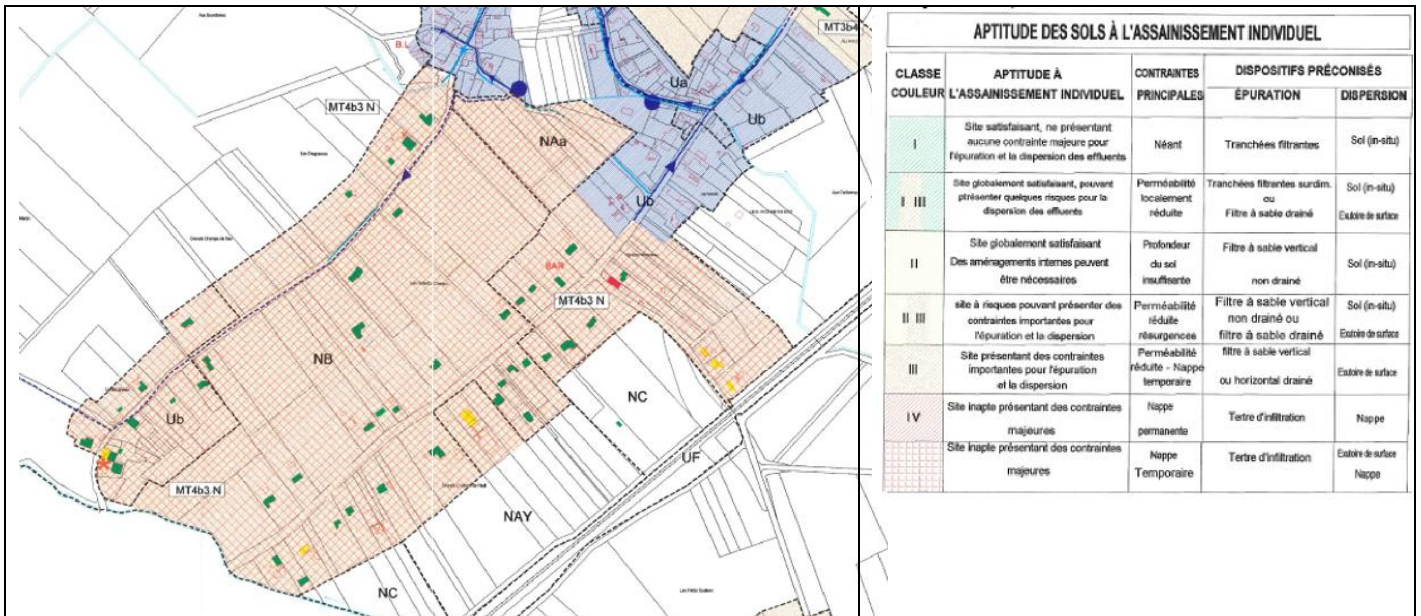 MT3b4
B.L
Ua
MT4b3 N
NAa
Ub
Ub
BAR
MT4b3 N
NB
NC
Ub
UF
MT4b3 N
NAY
NC
APTITUDE DES SOLS À L'ASSAINISSEMENT INDIVIDUEL
CLASSE COULEUR
APTITUDE À L'ASSAINISSEMENT INDIVIDUEL
CONTRAINTES PRINCIPALES
DISPOSITIFS PRÉCONISÉS
ÉPURATION
DISPERSION
I
Site satisfaisant, ne présentant
aucune contrainte majeure pour
l'épuration et la dispersion des effluents
Néant
Tranchées filtrantes
Sol (in-situ)
I III
Site globalement satisfaisant, pouvant
ptrésenter quelques risques pour la
dispersion des effluents
Perméabilité
localement
réduite
Tranchées filtrantes surdim.
ou
Filtre à sable drainé
Sol (in-situ)
Exutoire de surface
II
Site globalement satisfaisant
Des aménagements internes peuvent
être nécessaires
Profondeur
du sol
insuffisente
Filtre à sable vertical
non drainé
Sol (in-situ)
II III
site à risques pouvant présenter des
contraintes importantes pour
l'épuration et la dispersion
Perméabilité
réduite
résurgences
Filtre à sable vertical
non drainé ou
filtre à sable drainé
Sol (in-situ)
Exutoire de surface
III
Site présentant des contraintes
importantes pour l'épuration
et la dispersion
Perméabilité
réduite - Nappe
temporaire
filtre à sable vertical
ou horizontal drainé
Exutoire de surface
IV
Site inapte présentant des contraintes
majeures
Nappe
permanente
Tertre d'infiltration
Nappe
Site inapte présentant des contraintes
majeures
Nappe
Temporaire
Tertre d'infiltration
Exutoire de surface
Nappe